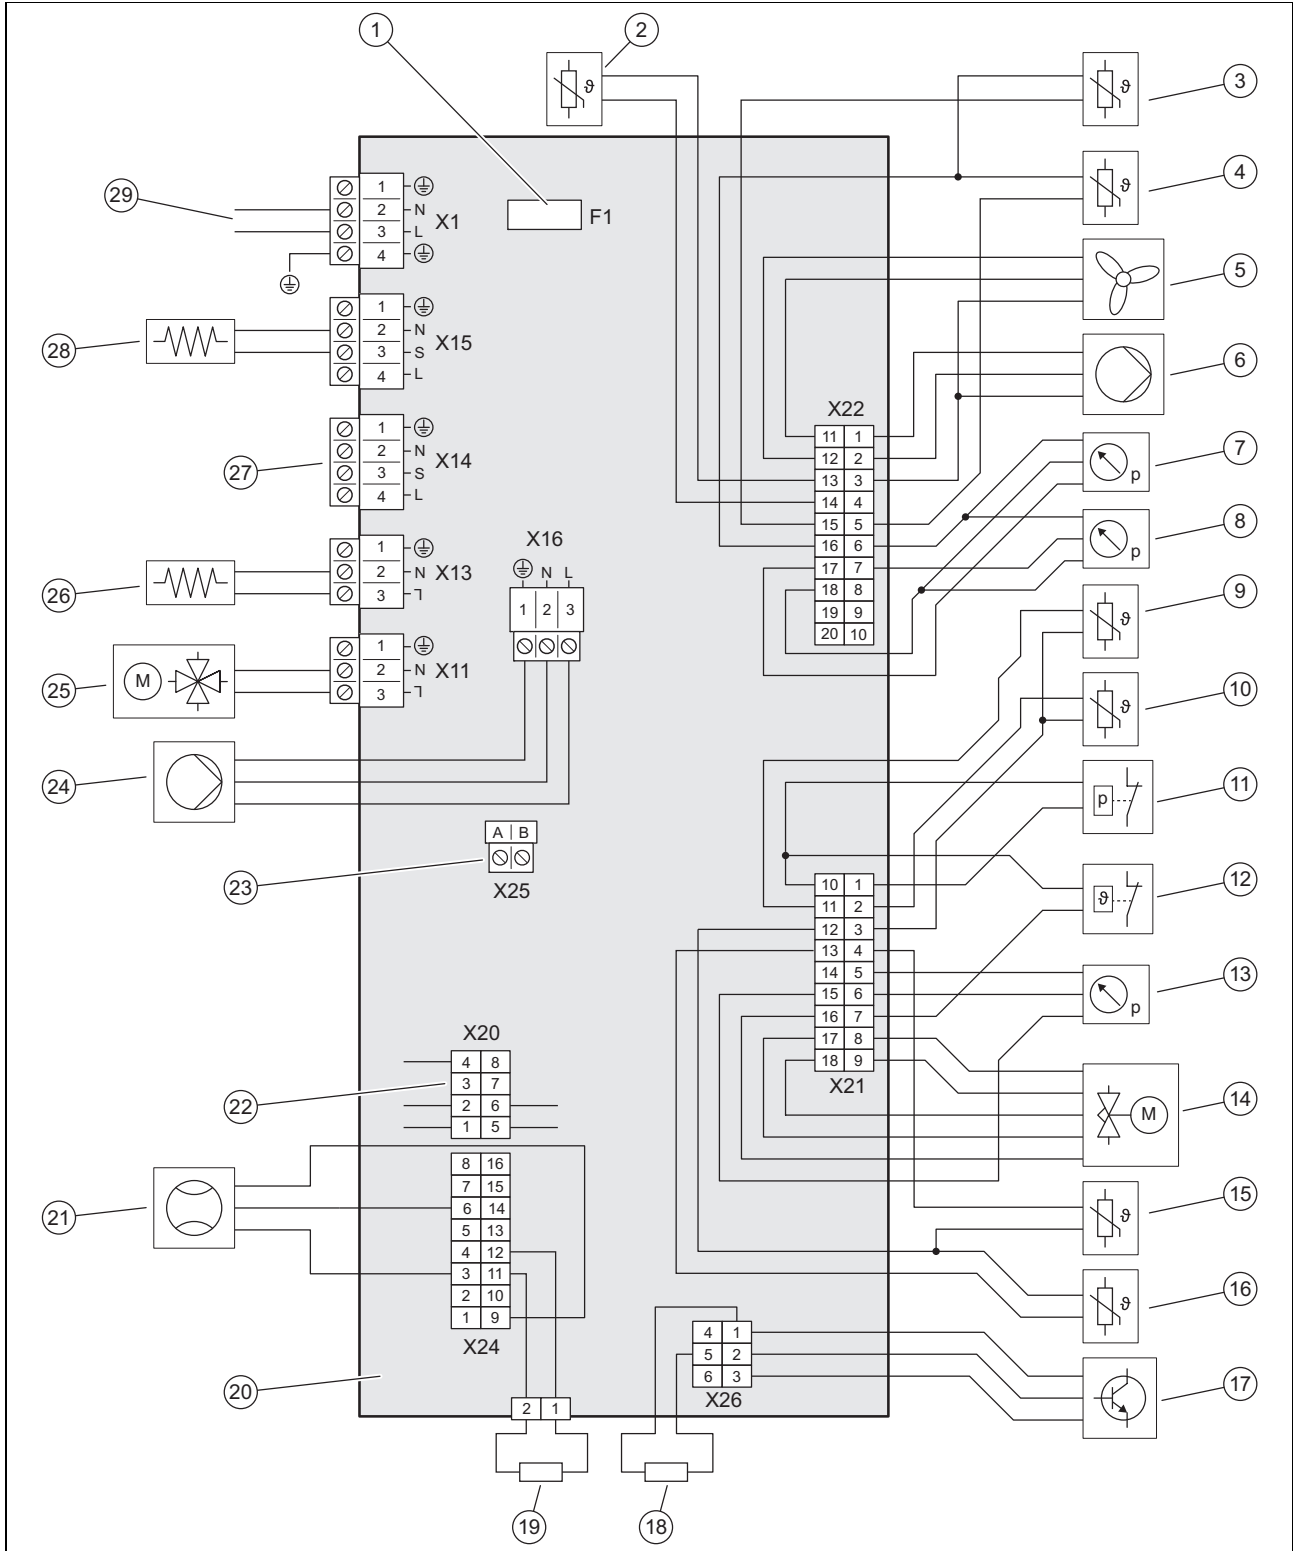 1
2
3
4
5
6
7
8
9
10
11
12
13
14
15
16
17
18
19
20
21
22
23
24
25
26
27
28
29
F1
ϑ
ϑ
ϑ
1
2 N
3 L
4
X1
1
2 N
3 S
4 L
X15
1
2 N
3 S
4 L
X14
1
2 N
3 L
X13
1
2 N
3 L
X11
M
X16
N L
1 2 3
A B
X25
X22
11 1
12 2
13 3
14 4
15 5
16 6
17 7
18 8
19 9
20 10
p
p
ϑ
ϑ
p
ϑ
p
10 1
11 2
12 3
13 4
14 5
15 6
16 7
17 8
18 9
X21
M
ϑ
ϑ
X20
4 8
3 7
2 6
1 5
8 16
7 15
6 14
5 13
4 12
3 11
2 10
1 9
X24
4 1
5 2
6 3
X26
2 1